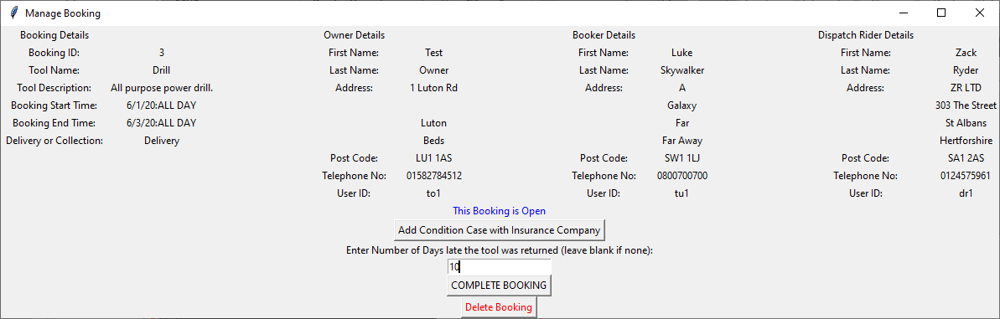 Manage Booking
Booking Details Owner Details Booker Details Dispatch Rider Details
Booking ID: 3 First Name: Test First Name: Luke First Name: Zack
Tool Name: Drill Last Name: Owner Last Name: Skywalker Last Name: Ryder
Tool Description: All purpose power drill. Address: 1 Luton Rd Address: A Address: ZR LTD
Booking Start Time: 6/1/20:ALL DAY Galaxy 303 The Street
Booking End Time: 6/3/20:ALL DAY Luton Far St Albans
Delivery or Collection: Delivery Beds Far Away Hertforshire
Post Code: LU1 1AS Post Code: SW1 1LJ Post Code: SA1 2AS
Telephone No: 01582784512 Telephone No: 0800700700 Telephone No: 0124575961
User ID: to1 User ID: tu1 User ID: dr1
This Booking is Open
Add Condition Case with Insurance Company
Enter Number of Days late the tool was returned (leave blank if none):
10
COMPLETE BOOKING
Delete Booking